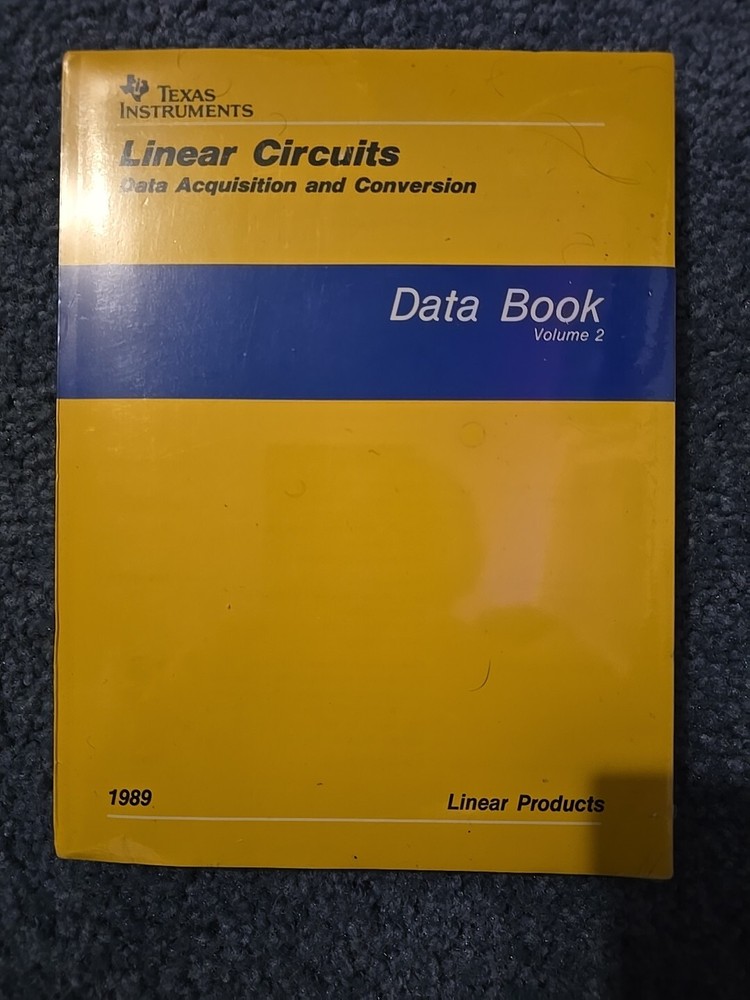 TEXAS
INSTRUMENTS
Linear Circuits
Data Acquisition and Conversion
Data Book
Volume 2
1989
Linear Products